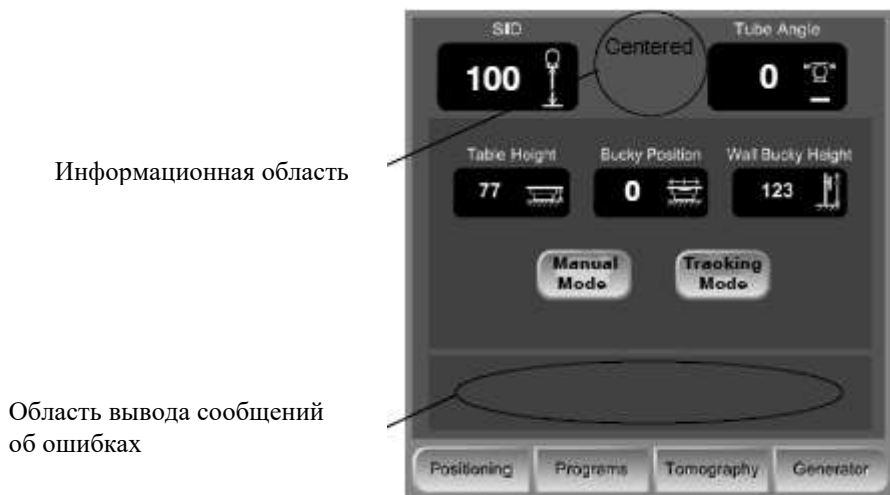 SID
Centered
Tube Angle
100
0
Информационная область
Table Height
Bucky Position
Wall Bucky Height
77
0
123
Manual
Mode
Tracking
Mode
Область вывода сообщений
об ошибках
Positioning
Programs
Tomography
Generator